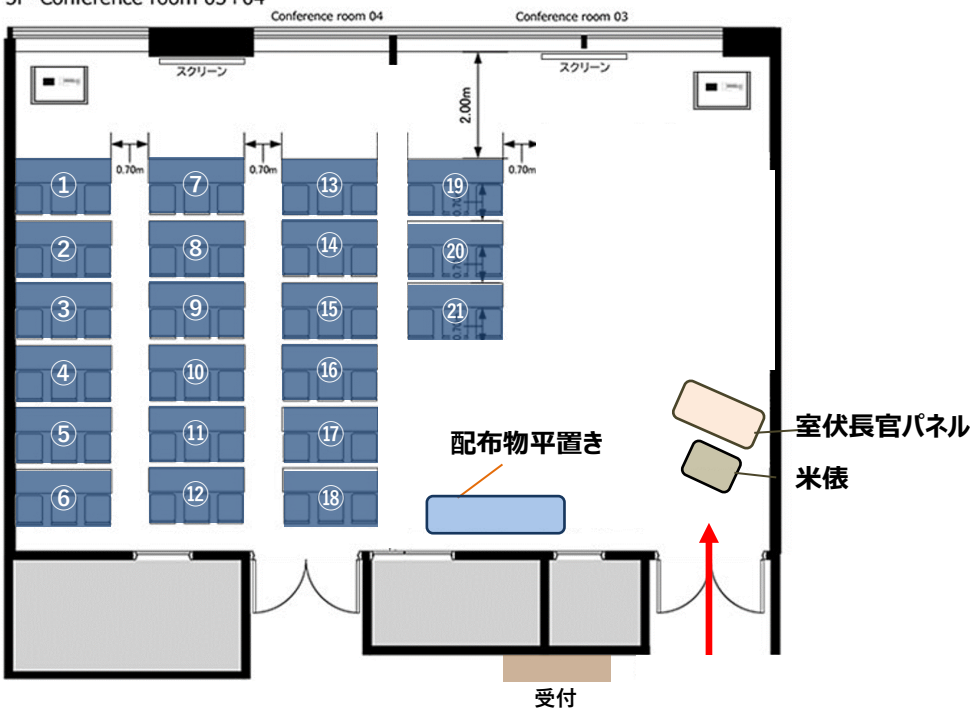 Conference room 04
Conference room 03
スクリーン
スクリーン
2.00m
0.70m
0.70m
0.70m
① ⑦ ⑬ ⑲
② ⑧ ⑭ ⑳
③ ⑨ ⑮ ㉑
④ ⑩ ⑯
⑤ ⑪ ⑰
⑥ ⑫ ⑱
配布物平置き
室伏長官パネル
米俵
受付